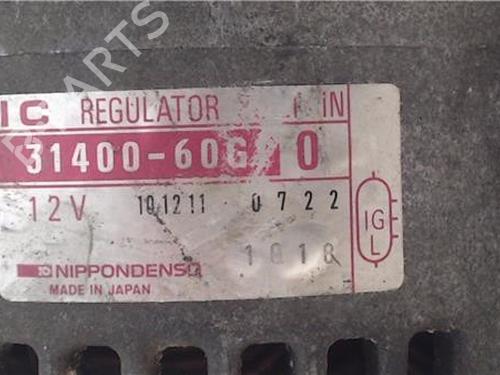 IC REGULATOR
31400-60G 0
12V 101211 0722
IG
L
1018
NIPPONDENSO
MADE IN JAPAN